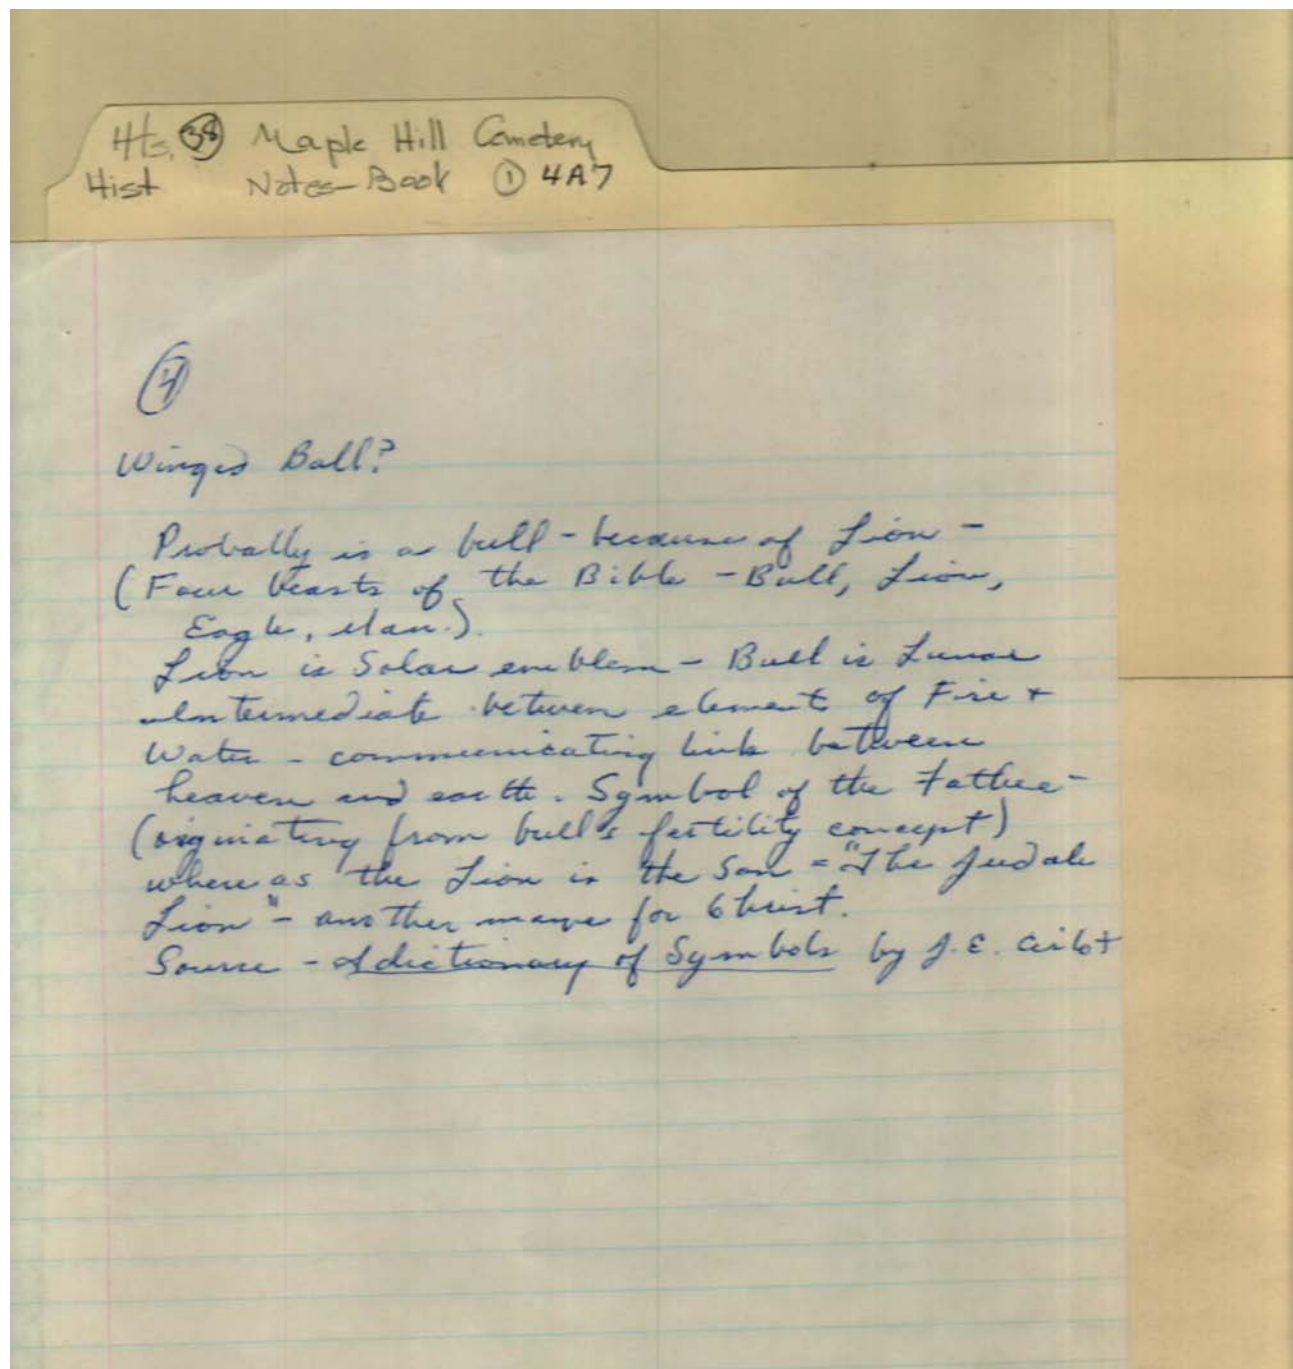 Hts. 38 Maple Hill Cemetery
Hist Notes-Book 1 4A7
4
Winged Ball?
Probally is a bull - because of Lion -
(Four beasts of the Bible - Bull, Lion,
Eagle, Man.).
Lion is Solar emblem - Bull is Lunar
Intermediate between element of Fire +
Water - communicating link between
heaven and earth. Symbol of the Father -
(originating from bull's fertility concept)
where as the Lion is the Son - "The Judah
Lion" - another name for Christ.
Source - A dictionary of Symbols by J.E. Cirlot